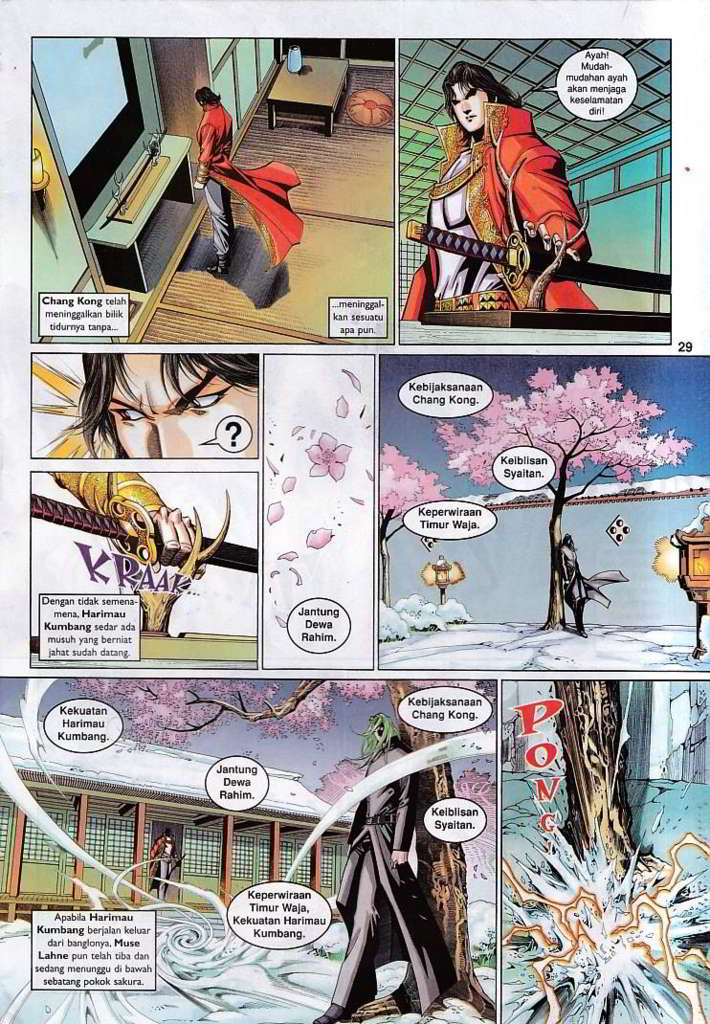 Chang Kong telah
meninggalkan bilik
tidurnya tanpa...
...meninggal-
kan sesuatu
apa pun.
Ayah!
Mudah-
mudahan ayah
akan menjaga
keselamatan
diri!
29
?
KRAAK...
Dengan tidak semena-
mena, Harimau
Kumbang sedar ada
musuh yang berniat
jahat sudah datang.
Jantung
Dewa
Rahim.
Kebijaksanaan
Chang Kong.
Keiblisan
Syaitan.
Keperwiraan
Timur Waja.
Kekuatan
Harimau
Kumbang.
Jantung
Dewa
Rahim.
Kebijaksanaan
Chang Kong.
Keiblisan
Syaitan.
Keperwiraan
Timur Waja,
Kekuatan Harimau
Kumbang.
Apabila Harimau
Kumbang berjalan keluar
dari banglonya, Muse
Lahne pun telah tiba dan
sedang menunggu di bawah
sebatang pokok sakura.
PONG!